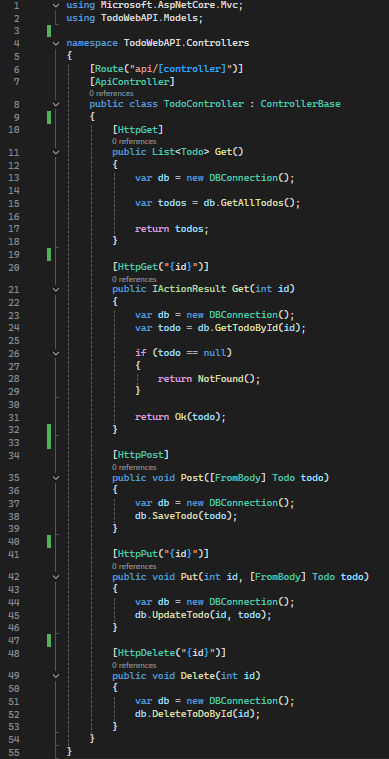 1 using Microsoft.AspNetCore.Mvc;
2 using TodoWebAPI.Models;
3
4 namespace TodoWebAPI.Controllers
5 {
6 [Route("api/[controller]")]
7 [ApiController]
0 references
8 public class TodoController : ControllerBase
9 {
10 [HttpGet]
0 references
11 public List<Todo> Get()
12 {
13 var db = new DBConnection();
14
15 var todos = db.GetAllTodos();
16
17 return todos;
18 }
19
20 [HttpGet("{id}")]
0 references
21 public IActionResult Get(int id)
22 {
23 var db = new DBConnection();
24 var todo = db.GetTodoById(id);
25
26 if (todo == null)
27 {
28 return NotFound();
29 }
30
31 return Ok(todo);
32 }
33
34 [HttpPost]
0 references
35 public void Post([FromBody] Todo todo)
36 {
37 var db = new DBConnection();
38 db.SaveTodo(todo);
39 }
40
41 [HttpPut("{id}")]
0 references
42 public void Put(int id, [FromBody] Todo todo)
43 {
44 var db = new DBConnection();
45 db.UpdateTodo(id, todo);
46 }
47
48 [HttpDelete("{id}")]
0 references
49 public void Delete(int id)
50 {
51 var db = new DBConnection();
52 db.DeleteToDoById(id);
53 }
54 }
55 }